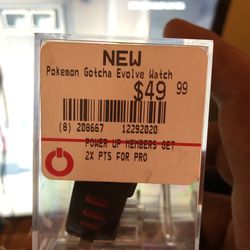 NEW
Pokemon Gotcha Evolve Watch
$49 99
(8) 208667 12292020
POWER UP MEMBERS GET
2X PTS FOR PRO